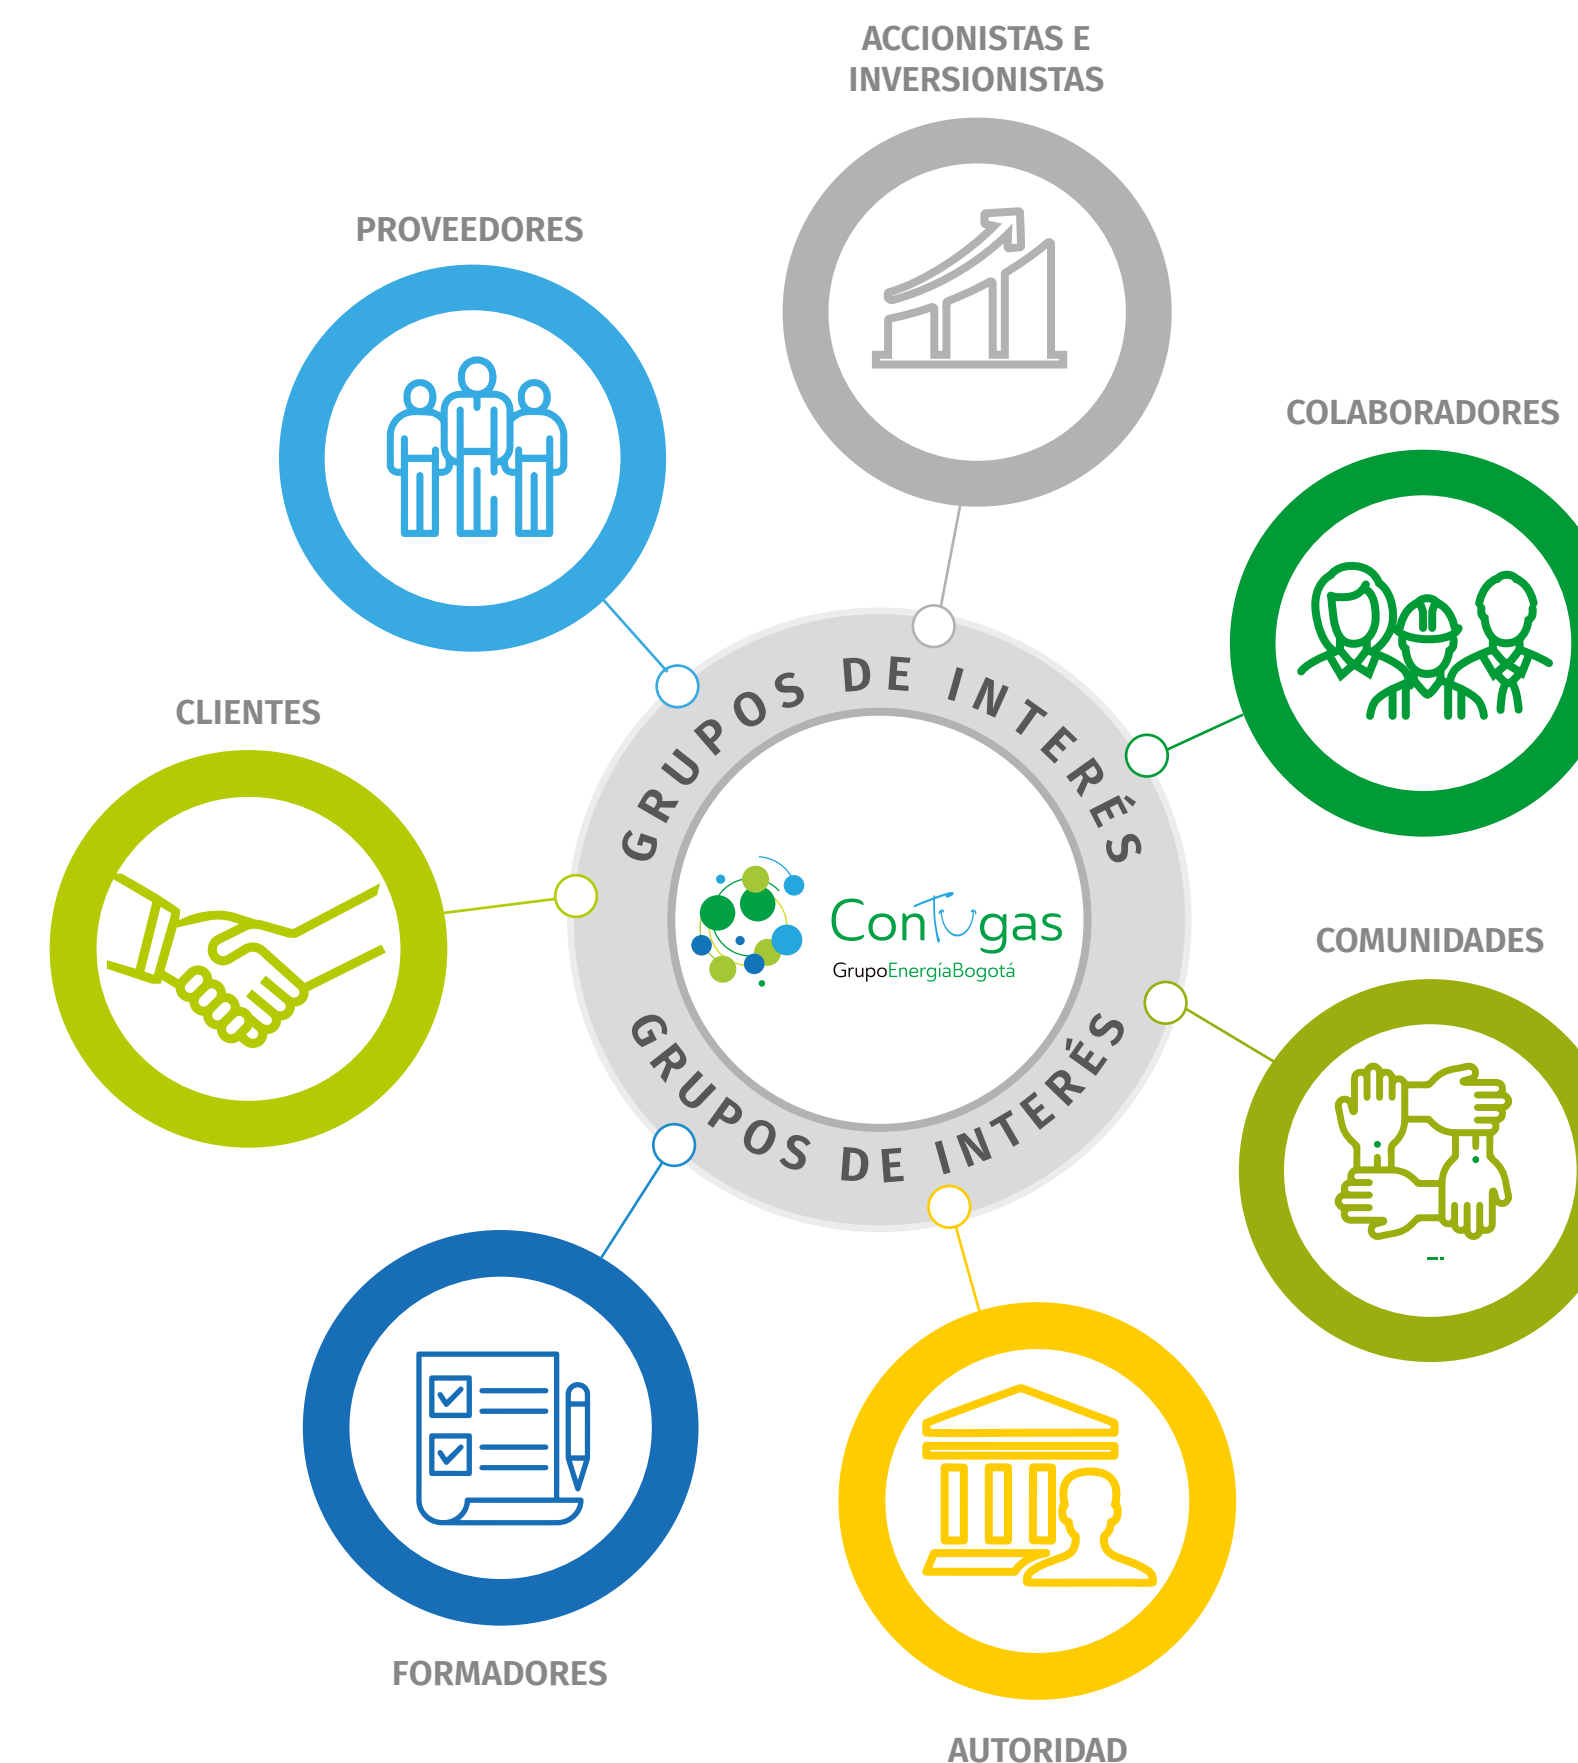 ACCIONISTAS E
INVERSIONISTAS
PROVEEDORES
COLABORADORES
CLIENTES
GRUPOS DE INTERÉS
Contugas
GrupoEnergíaBogotá
GRUPOS DE INTERÉS
COMUNIDADES
FORMADORES
AUTORIDAD